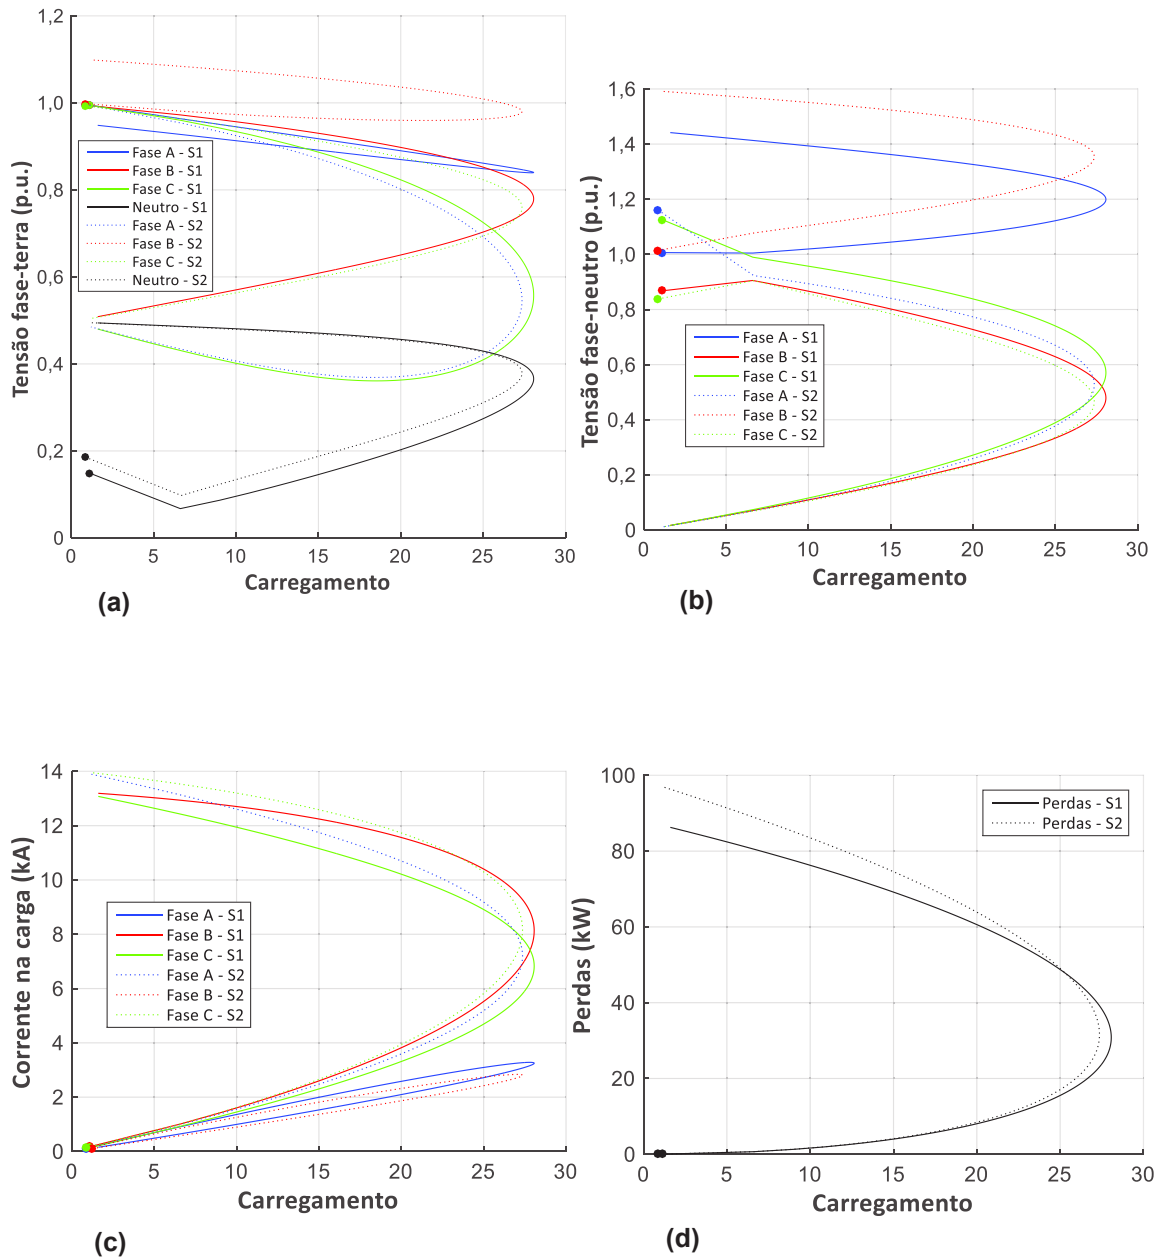 1,2
1,0
0,8
0,6
0,4
0,2
0
0 5 10 15 20 25 30
Tensão fase-terra (p.u.)
Carregamento
Fase A - S1
Fase B - S1
Fase C - S1
Neutro - S1
Fase A - S2
Fase B - S2
Fase C - S2
Neutro - S2
(a)
1,6
1,4
1,2
1.0
0.8
0.6
0.4
0.2
0
0 5 10 15 20 25 30
Tensão fase-neutro (p.u.)
Carregamento
Fase A - S1
Fase B - S1
Fase C - S1
Fase A - S2
Fase B - S2
Fase C - S2
(b)
14
12
10
8
6
4
2
0
0 5 10 15 20 25 30
Corrente na carga (kA)
Carregamento
Fase A - S1
Fase B - S1
Fase C - S1
Fase A - S2
Fase B - S2
Fase C - S2
(c)
100
80
60
40
20
0
0 5 10 15 20 25 30
Perdas (kW)
Carregamento
Perdas - S1
Perdas - S2
(d)